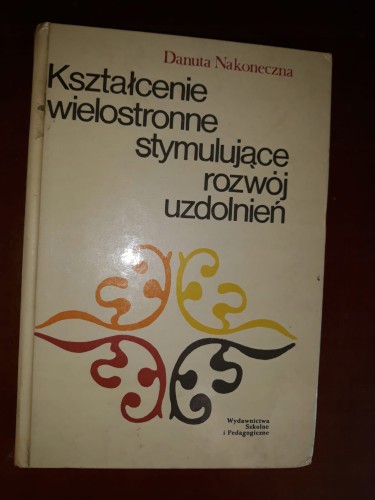 Danuta Nakoneczna
Kształcenie
wielostronne
stymulujące
rozwój
uzdolnień
Wydawnictwa
Szkolne
i Pedagogiczne